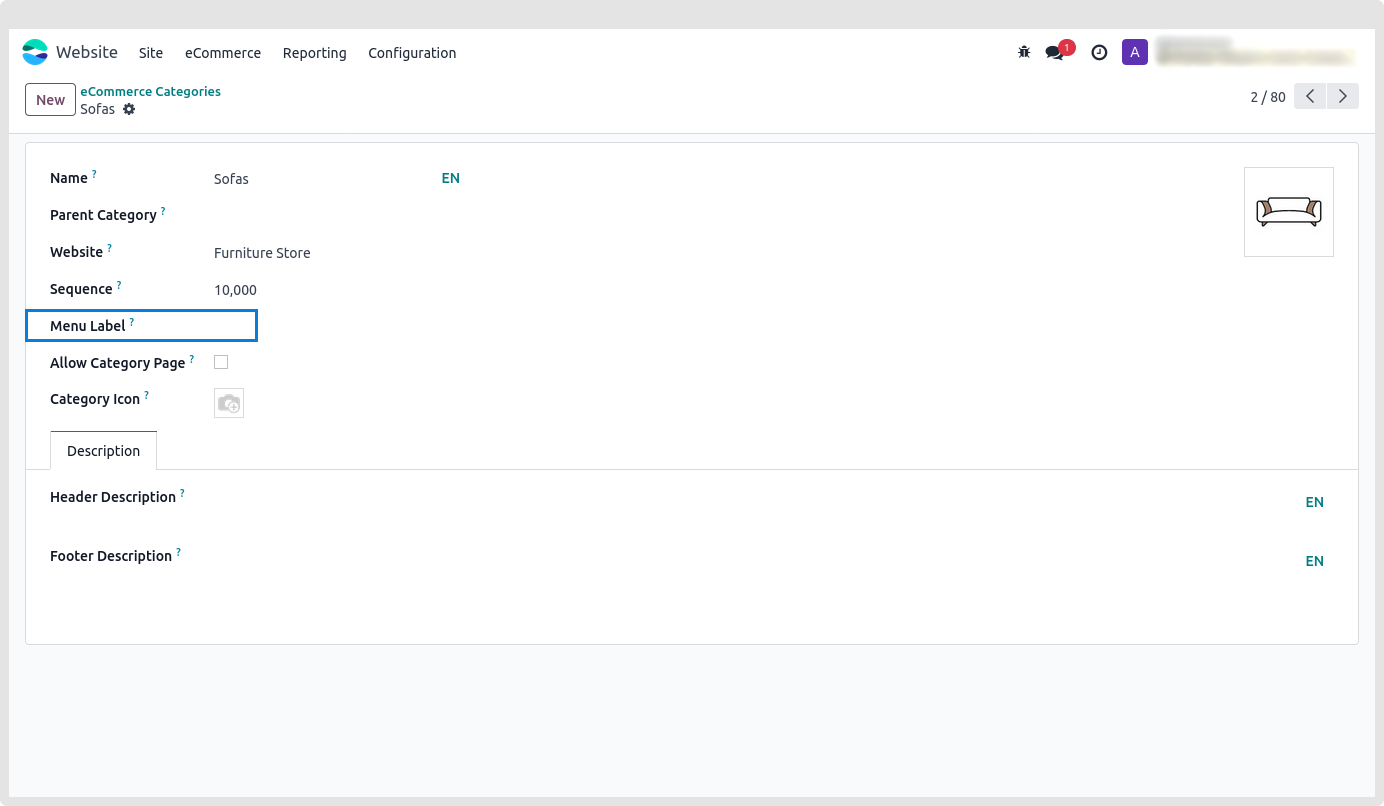 Website Site eCommerce Reporting Configuration 1 A
New eCommerce Categories
Sofas 2 / 80
Name ? Sofas EN
Parent Category ?
Website ? Furniture Store
Sequence ? 10,000
Menu Label ?
Allow Category Page ?
Category Icon ?
Description
Header Description ? EN
Footer Description ? EN